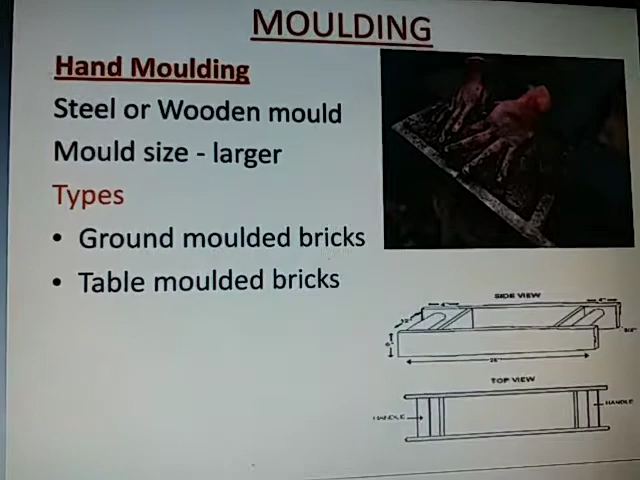 MOULDING
Hand Moulding
Steel or Wooden mould
Mould size - larger
Types
• Ground moulded bricks
• Table moulded bricks
SIDE VIEW
TOP VIEW
HANDLE
HANDLE